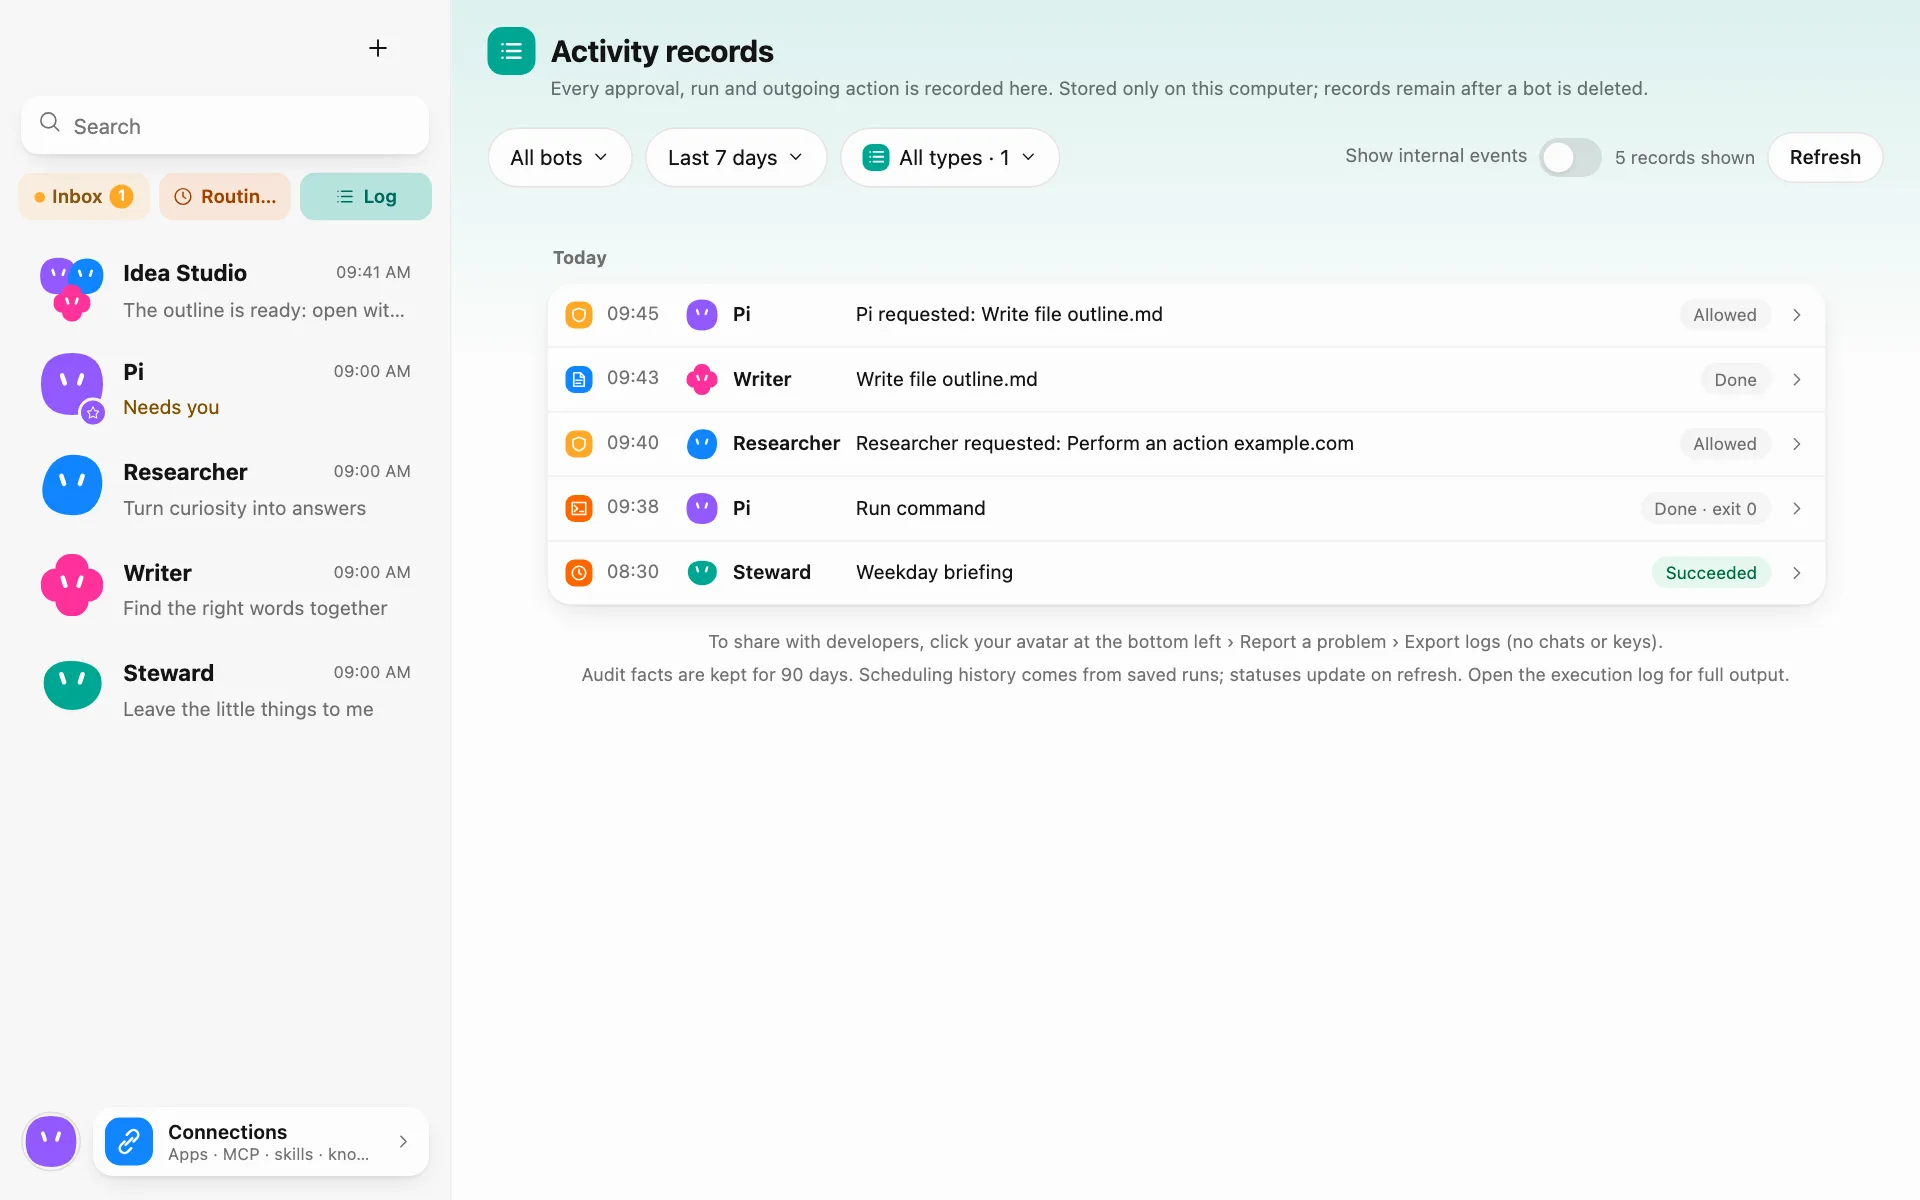 Search
Inbox 1
Routin...
Log
Idea Studio 09:41 AM
The outline is ready: open wit...
Pi 09:00 AM
Needs you
Researcher 09:00 AM
Turn curiosity into answers
Writer 09:00 AM
Find the right words together
Steward 09:00 AM
Leave the little things to me
Connections
Apps · MCP · skills · kno...
Activity records
Every approval, run and outgoing action is recorded here. Stored only on this computer; records remain after a bot is deleted.
All bots
Last 7 days
All types · 1
Show internal events
5 records shown
Refresh
Today
09:45 Pi Pi requested: Write file outline.md Allowed
09:43 Writer Write file outline.md Done
09:40 Researcher Researcher requested: Perform an action example.com Allowed
09:38 Pi Run command Done · exit 0
08:30 Steward Weekday briefing Succeeded
To share with developers, click your avatar at the bottom left › Report a problem › Export logs (no chats or keys).
Audit facts are kept for 90 days. Scheduling history comes from saved runs; statuses update on refresh. Open the execution log for full output.